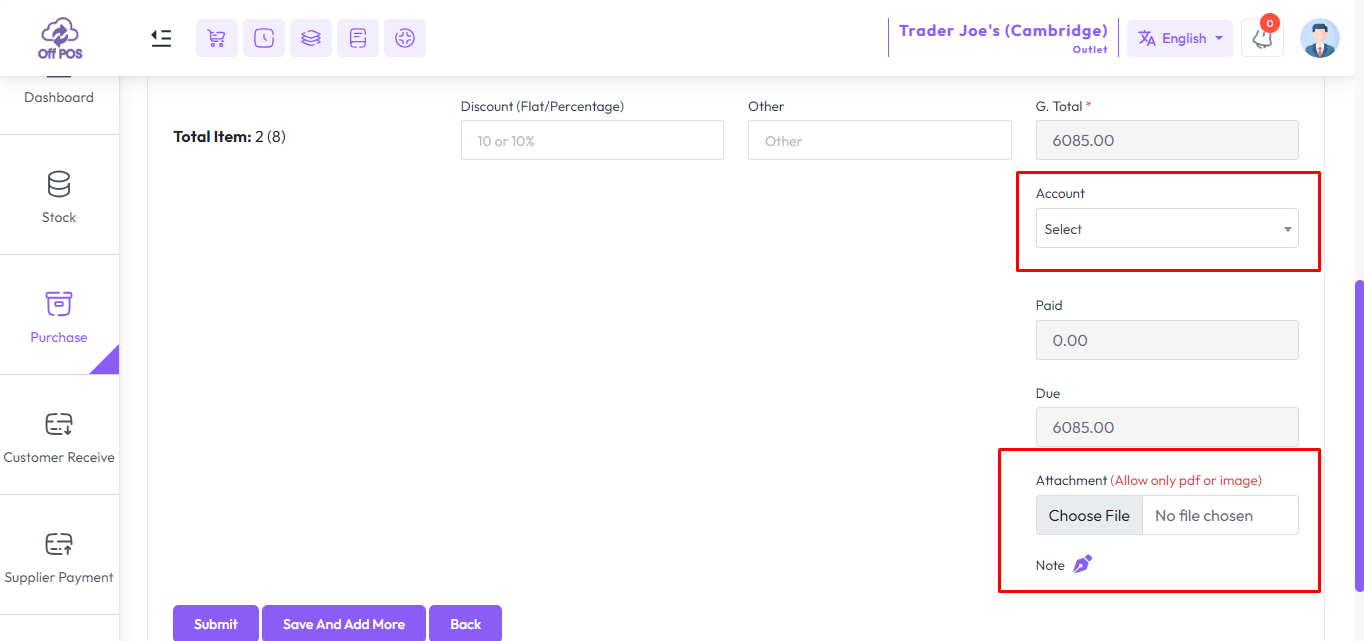 Off POS
Trader Joe's (Cambridge)
Outlet
English
0
Dashboard
Stock
Purchase
Customer Receive
Supplier Payment
Total Item: 2 (8)
Discount (Flat/Percentage)
10 or 10%
Other
Other
G. Total *
6085.00
Account
Select
Paid
0.00
Due
6085.00
Attachment (Allow only pdf or image)
Choose File No file chosen
Note
Submit
Save And Add More
Back